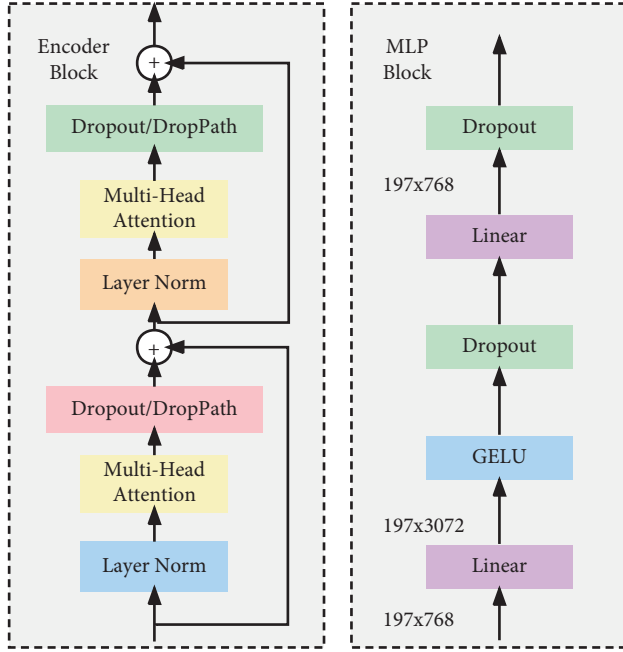 Encoder
Block
+
Dropout/DropPath
Multi-Head
Attention
Layer Norm
+
Dropout/DropPath
Multi-Head
Attention
Layer Norm
MLP
Block
Dropout
197x768
Linear
Dropout
GELU
197x3072
Linear
197x768